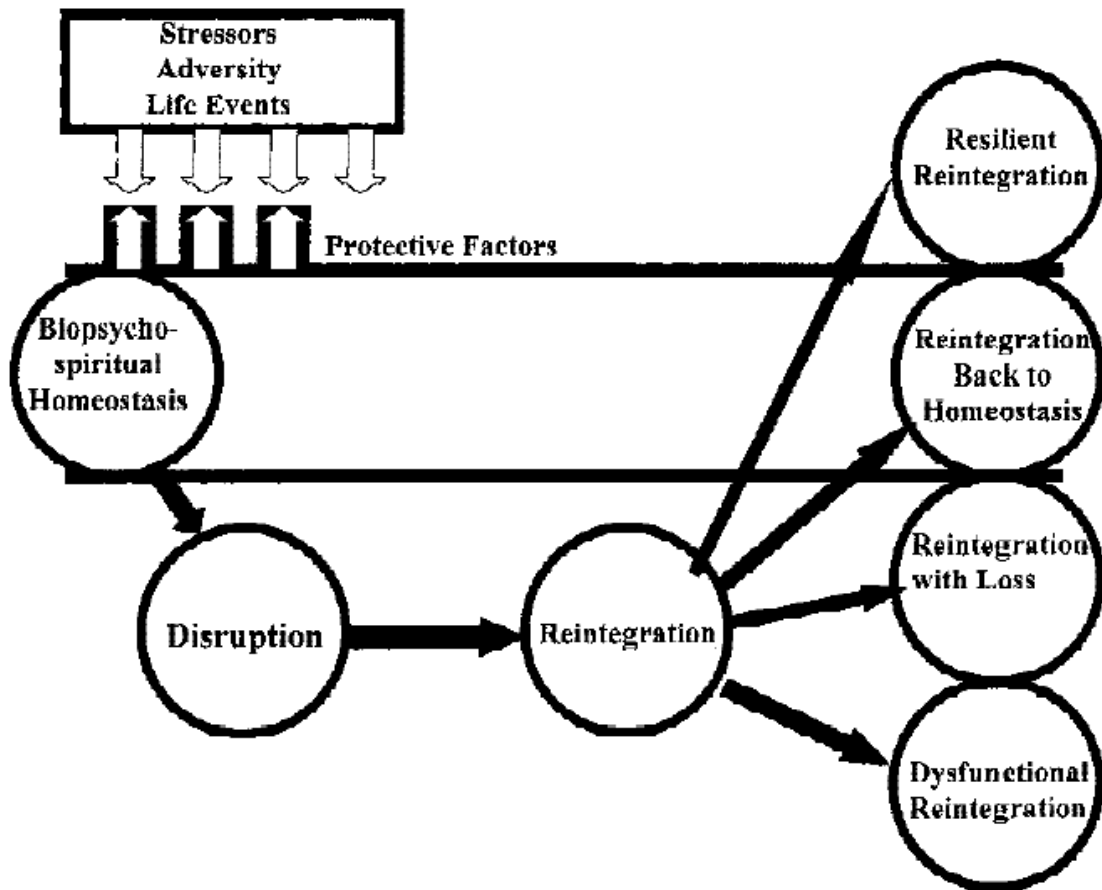 Stressors
Adversity
Life Events
Protective Factors
Biopsycho-
spiritual
Homeostasis
Disruption
Reintegration
Resilient
Reintegration
Reintegration
Back to
Homeostasis
Reintegration
with Loss
Dysfunctional
Reintegration